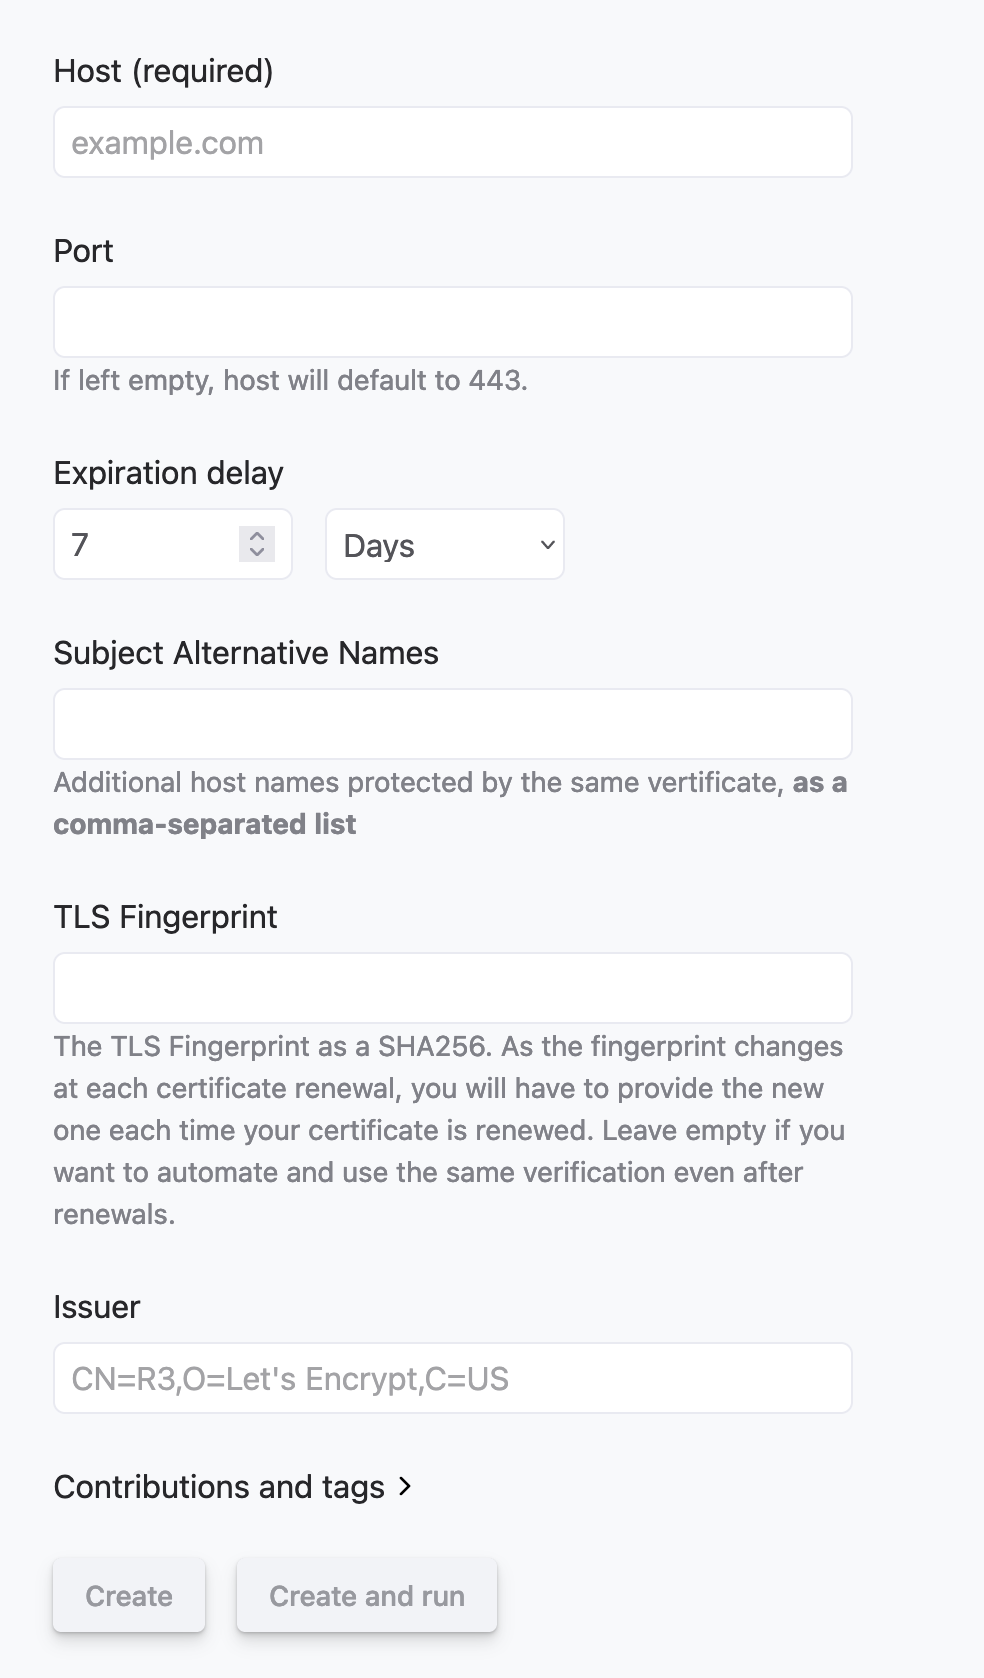 Host (required)
example.com
Port
If left empty, host will default to 443.
Expiration delay
7
Days
Subject Alternative Names
Additional host names protected by the same vertificate, as a
comma-separated list
TLS Fingerprint
The TLS Fingerprint as a SHA256. As the fingerprint changes
at each certificate renewal, you will have to provide the new
one each time your certificate is renewed. Leave empty if you
want to automate and use the same verification even after
renewals.
Issuer
CN=R3,O=Let's Encrypt,C=US
Contributions and tags
Create
Create and run